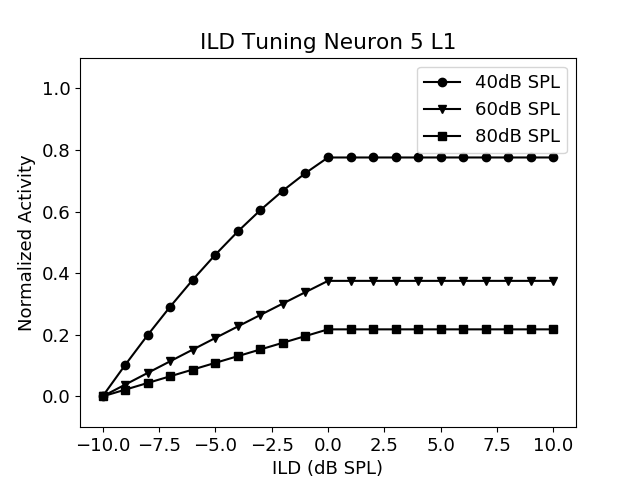 ILD Tuning Neuron 5 L1
40dB SPL
60dB SPL
80dB SPL
Normalized Activity
1.0
0.8
0.6
0.4
0.2
0.0
−10.0 −7.5 −5.0 −2.5 0.0 2.5 5.0 7.5 10.0
ILD (dB SPL)